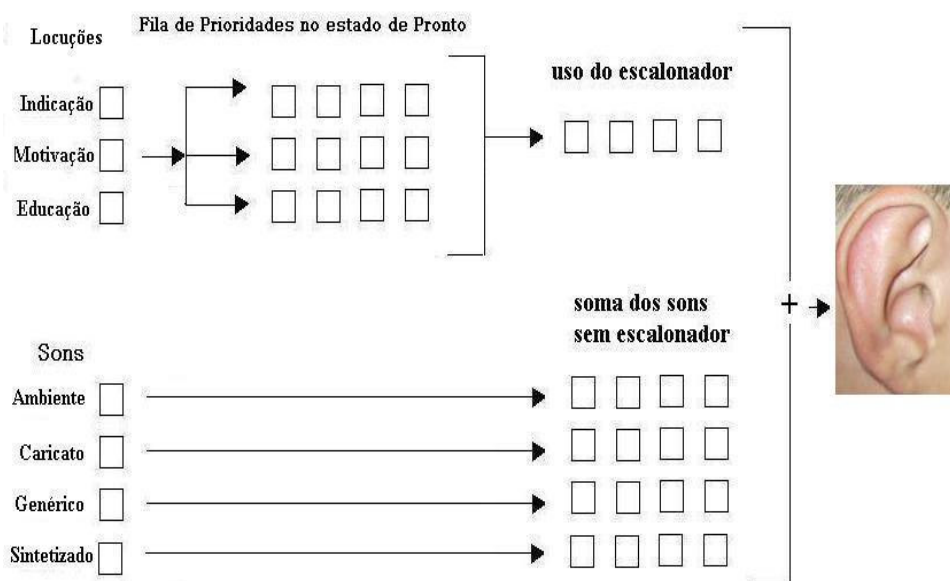 Fila de Prioridades no estado de Pronto
Locuções
uso do escalonador
Indicação
Motivação
Educação
soma dos sons
sem escalonador
+
Sons
Ambiente
Caricato
Genérico
Sintetizado